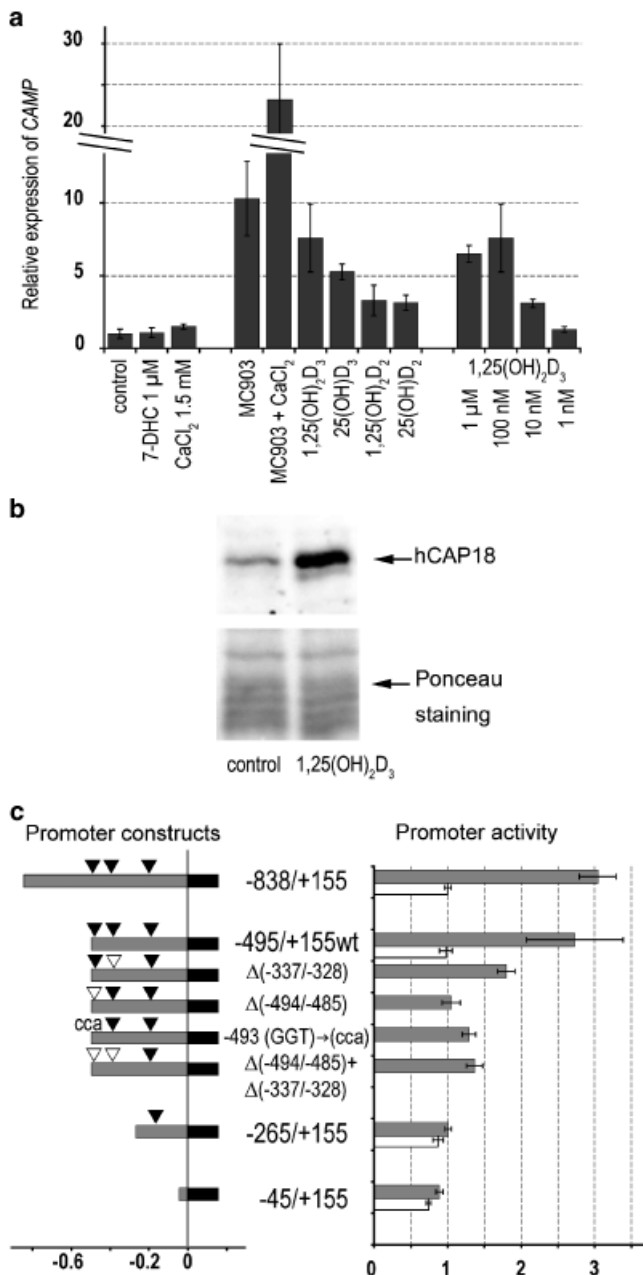 a
Relative expression of CAMP
30
20
10
5
0
control
7-DHC 1 µM
CaCl2 1.5 mM
MC903
MC903 + CaCl2
1,25(OH)2D3
25(OH)D3
1,25(OH)2D2
25(OH)D2
1,25(OH)2D3
1 µM
100 nM
10 nM
1 nM
b
hCAP18
Ponceau
staining
control 1,25(OH)2D3
c
Promoter constructs
Promoter activity
-838/+155
-495/+155wt
Δ(-337/-328)
Δ(-494/-485)
cca
-493 (GGT)→(cca)
Δ(-494/-485)+
Δ(-337/-328)
-265/+155
-45/+155
-0.6 -0.2 0
0 1 2 3